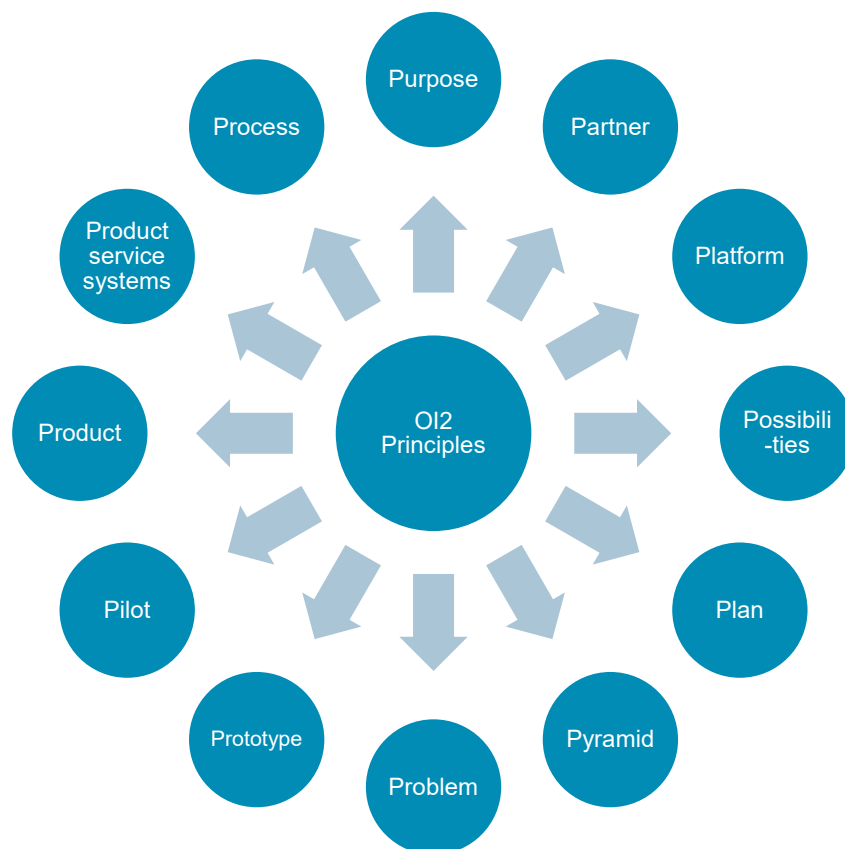 Purpose
Process
Partner
Product
service
systems
Platform
OI2
Principles
Product
Possibili
-ties
Pilot
Plan
Prototype
Pyramid
Problem